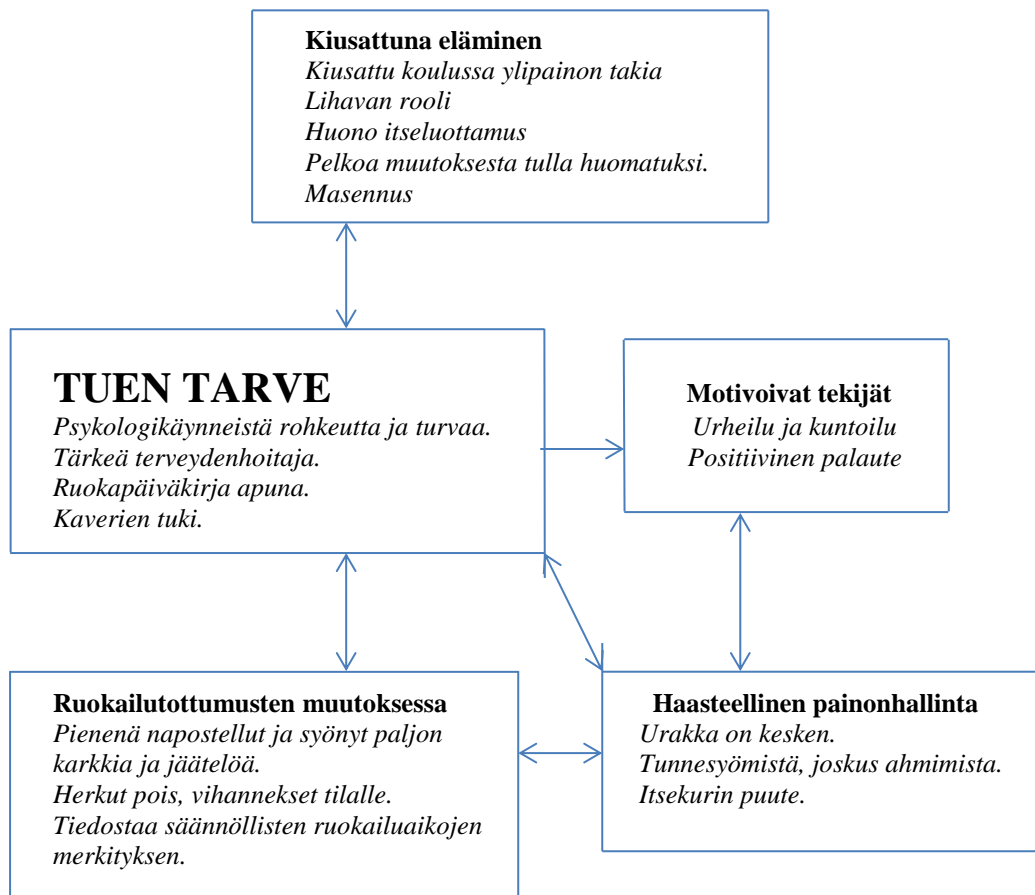 Kiusattuna eläminen
Kiusattu koulussa ylipainon takia
Lihavan rooli
Huono itseluottamus
Pelkoa muutoksesta tulla huomatuksi.
Masennus
TUEN TARVE
Psykologikäynneistä rohkeutta ja turvaa.
Tärkeä terveydenhoitaja.
Ruokapäiväkirja apuna.
Kaverien tuki.
Motivoivat tekijät
Urheilu ja kuntoilu
Positiivinen palaute
Ruokailutottumusten muutoksessa
Pienenä napostellut ja syönyt paljon
karkkia ja jäätelöä.
Herkut pois, vihannekset tilalle.
Tiedostaa säännöllisten ruokailuaikojen
merkityksen.
Haasteellinen painonhallinta
Urakka on kesken.
Tunnesyömistä, joskus ahmimista.
Itsekurin puute.